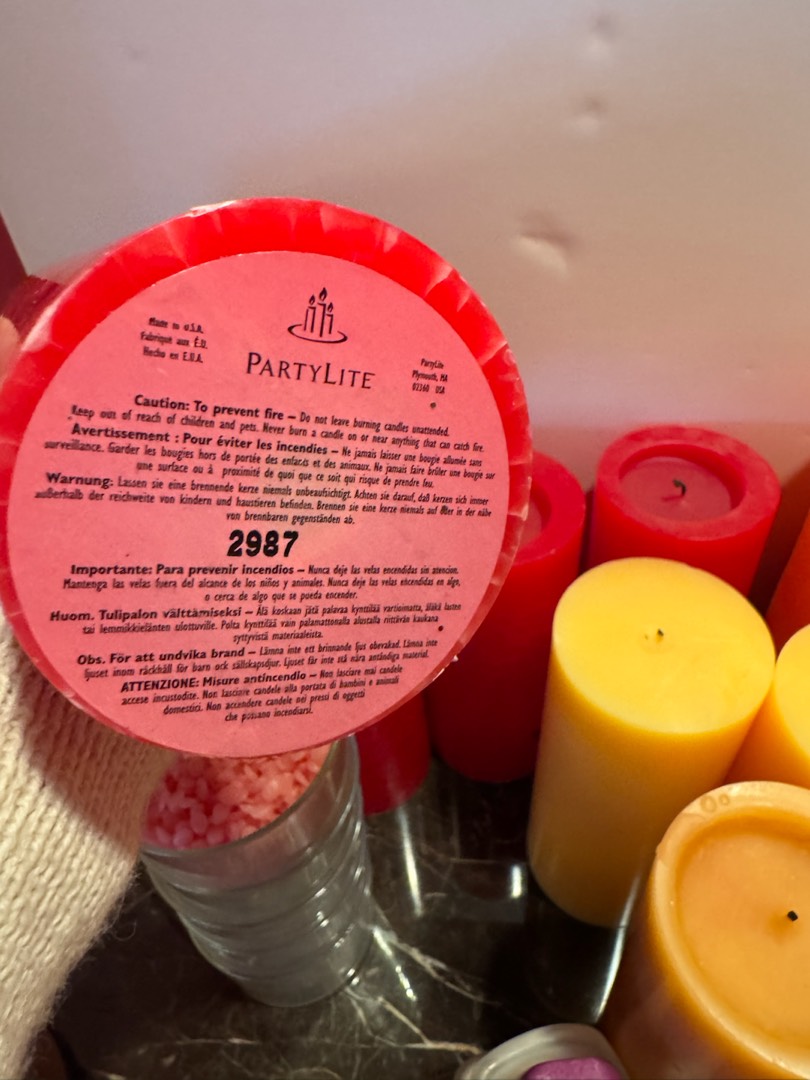 Made in U.S.A.
Fabriqué aux É.U.
Hecho en E.U.A.
PARTYLITE
PartyLite
Plymouth, MA
02360 USA
Caution: To prevent fire – Do not leave burning candles unattended.
Keep out of reach of children and pets. Never burn a candle on or near anything that can catch fire.
Avertissement : Pour éviter les incendies – Ne jamais laisser une bougie allumée sans
surveillance. Garder les bougies hors de portée des enfants et des animaux. Ne jamais faire brûler une bougie sur
une surface ou à proximité de quoi que ce soit qui risque de prendre feu.
Warnung: Lassen sie eine brennende kerze niemals unbeaufsichtigt. Achten sie darauf, daß kerzen sich immer
außerhalb der reichweite von kindern und haustieren befinden. Brennen sie eine kerze niemals auf oder in der nähe
von brennbaren gegenständen ab.
2987
Importante: Para prevenir incendios – Nunca deje las velas encendidas sin atencion.
Mantenga las velas fuera del alcance de los niños y animales. Nunca deje las velas encendidas en algo,
o cerca de algo que se pueda encender.
Huom. Tulipalon välttämiseksi – Älä koskaan jätä palavaa kynttilää vartioimatta, äläkä lasten
tai lemmikkieläinten ulottuville. Polta kynttilää vain palamattomalla alustalla riittävän kaukana
syttyvistä materiaaleista.
Obs. För att undvika brand – Lämna inte ett brinnande ljus obevakad. Lämna inte
ljuset inom räckhåll för barn ock sällskapsdjur. Ljuset får inte stå nära antändiga material.
ATTENZIONE: Misure antincendio – Non lasciare mai candele
accese incustodite. Non lasciare candele alla portata di bambini e animali
domestici. Non accendere candele nei pressi di oggetti
che possano incendiarsi.